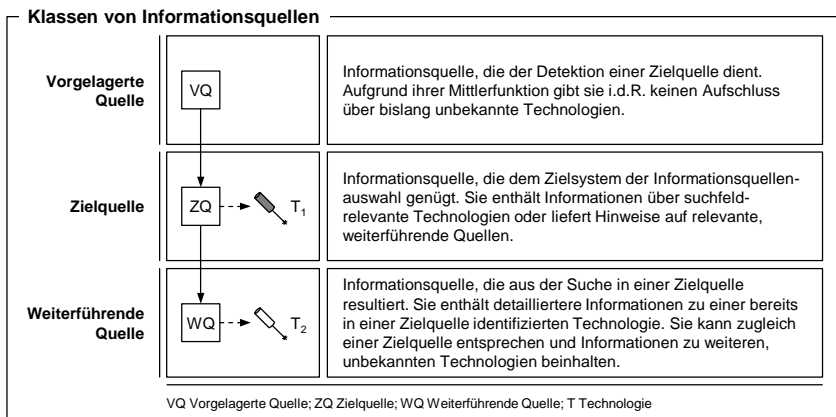 Klassen von Informationsquellen
Vorgelagerte
Quelle
VQ
Informationsquelle, die der Detektion einer Zielquelle dient.
Aufgrund ihrer Mittlerfunktion gibt sie i.d.R. keinen Aufschluss
über bislang unbekannte Technologien.
Zielquelle
ZQ
T1
Informationsquelle, die dem Zielsystem der Informationsquellen-
auswahl genügt. Sie enthält Informationen über suchfeld-
relevante Technologien oder liefert Hinweise auf relevante,
weiterführende Quellen.
Weiterführende
Quelle
WQ
T2
Informationsquelle, die aus der Suche in einer Zielquelle
resultiert. Sie enthält detailliertere Informationen zu einer bereits
in einer Zielquelle identifizierten Technologie. Sie kann zugleich
einer Zielquelle entsprechen und Informationen zu weiteren,
unbekannten Technologien beinhalten.
VQ Vorgelagerte Quelle; ZQ Zielquelle; WQ Weiterführende Quelle; T Technologie